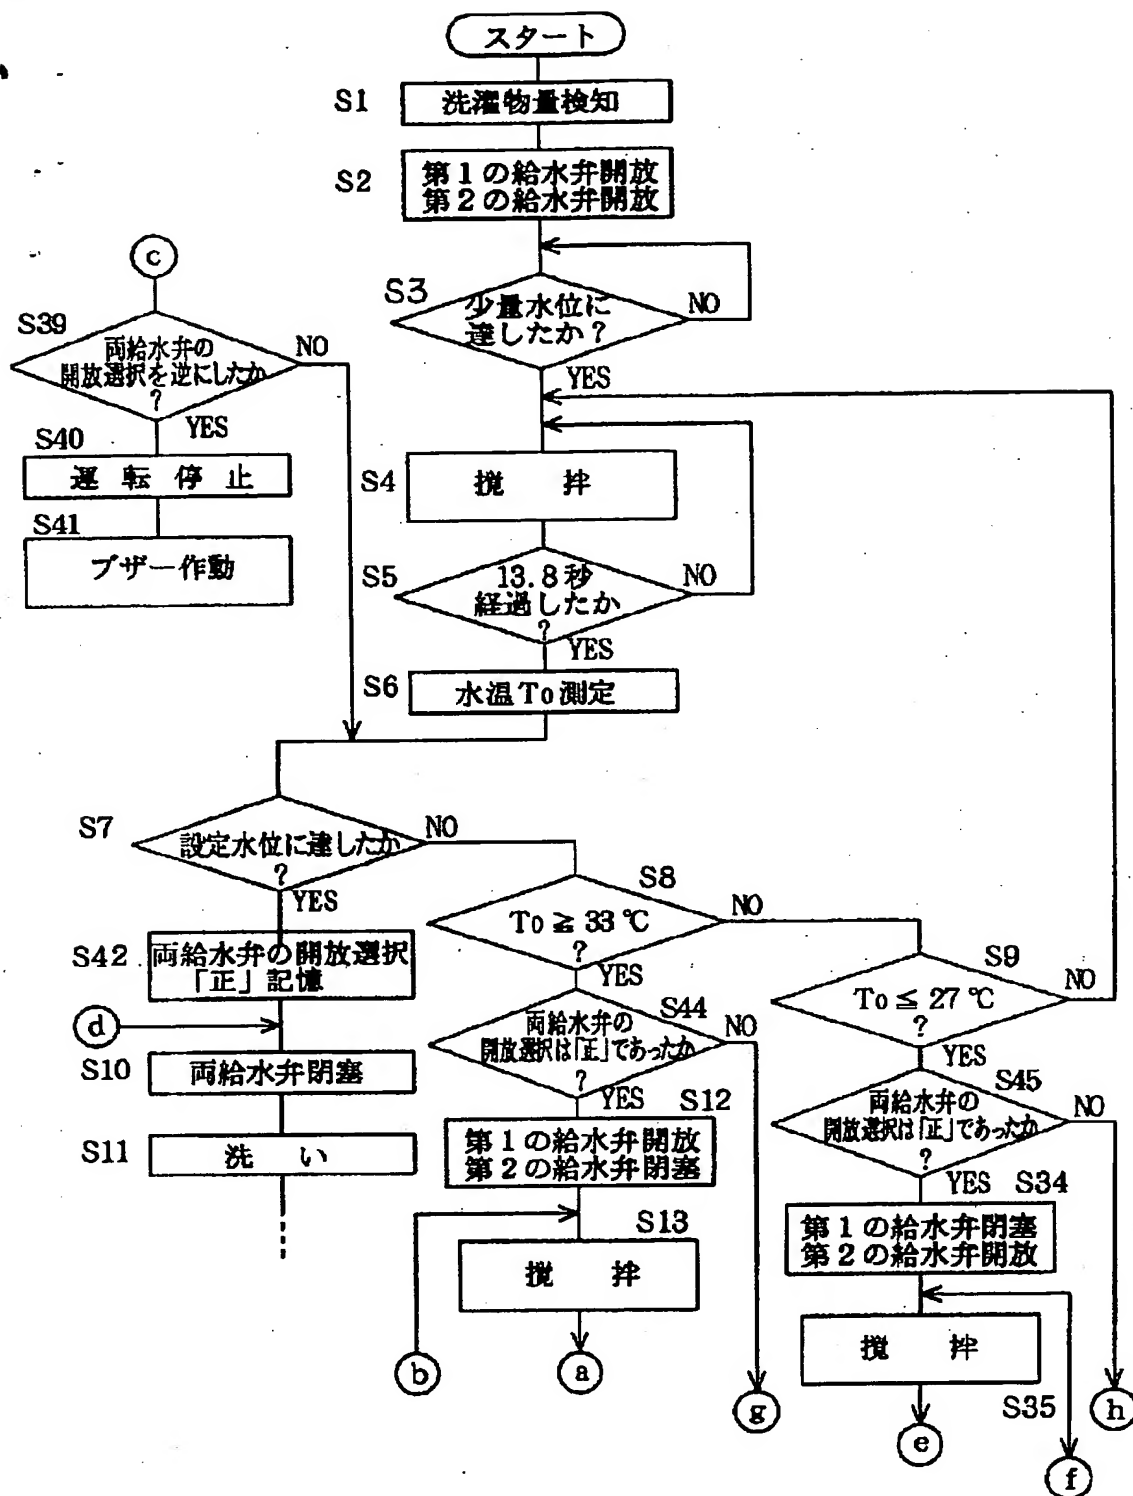 スタート
S1
洗濯物量検知
S2
第1の給水弁開放
第2の給水弁開放
c
S3
少量水位に
達したか?
NO
YES
S39
両給水弁の
開放選択を逆にしたか
?
NO
YES
S40
運転停止
S41
ブザー作動
S4
撹拌
S5
13.8秒
経過したか
?
NO
YES
S6
水温T0測定
S7
設定水位に達したか
?
NO
YES
S8
T0≧33℃
?
NO
YES
S9
T0≦27℃
?
NO
YES
S42
両給水弁の開放選択
「正」記憶
d
S10
両給水弁閉塞
S11
洗い
S44
両給水弁の
開放選択は「正」であったか
?
NO
YES
S12
第1の給水弁開放
第2の給水弁閉塞
S13
撹拌
S45
両給水弁の
開放選択は「正」であったか
?
NO
YES
S34
第1の給水弁閉塞
第2の給水弁開放
撹拌
S35
b
a
g
e
h
f